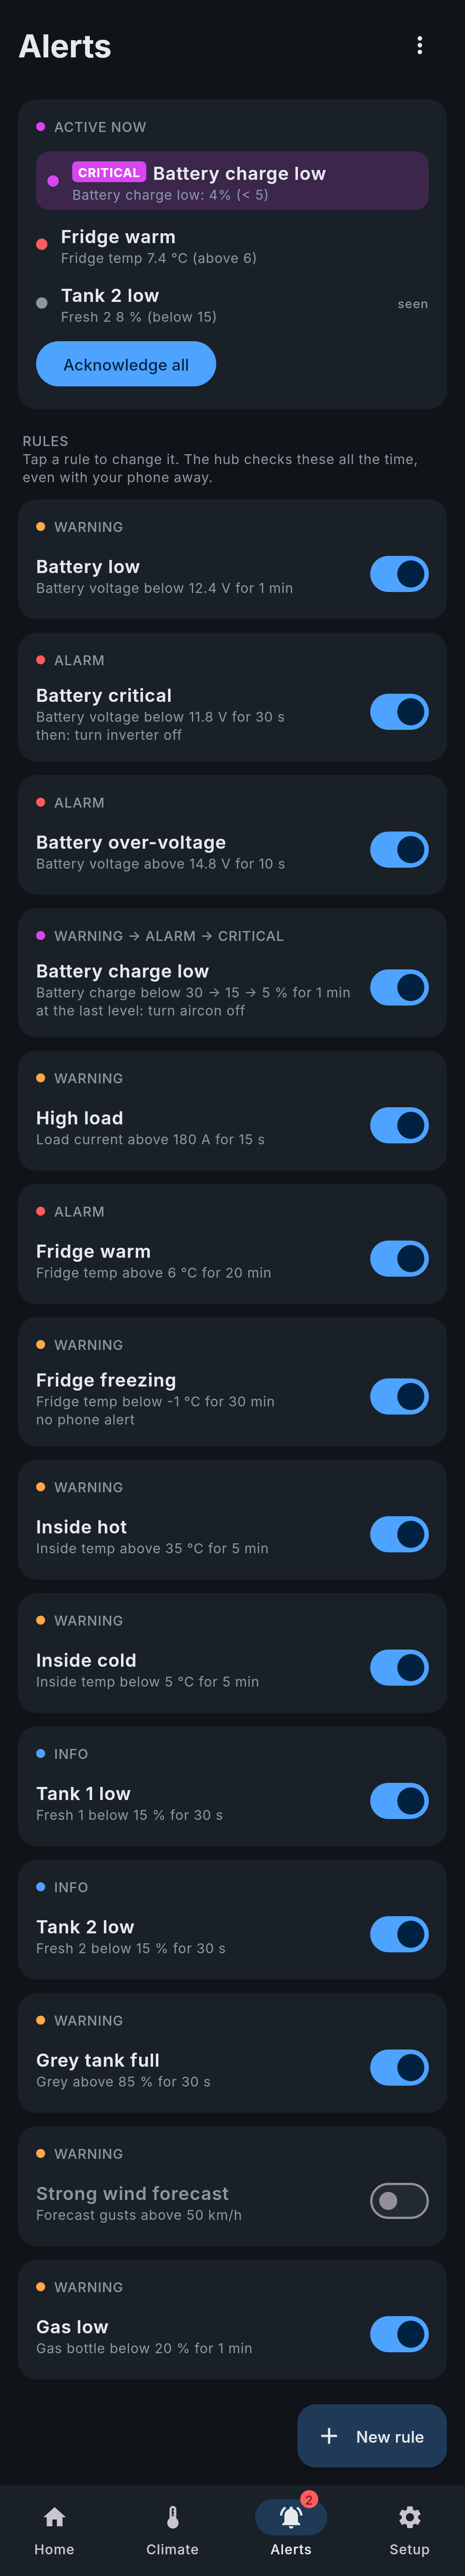 Alerts
ACTIVE NOW
CRITICAL Battery charge low
Battery charge low: 4% (< 5)
Fridge warm
Fridge temp 7.4 °C (above 6)
Tank 2 low
Fresh 2 8 % (below 15)
seen
Acknowledge all
RULES
Tap a rule to change it. The hub checks these all the time,
even with your phone away.
WARNING
Battery low
Battery voltage below 12.4 V for 1 min
ALARM
Battery critical
Battery voltage below 11.8 V for 30 s
then: turn inverter off
ALARM
Battery over-voltage
Battery voltage above 14.8 V for 10 s
WARNING → ALARM → CRITICAL
Battery charge low
Battery charge below 30 → 15 → 5 % for 1 min
at the last level: turn aircon off
WARNING
High load
Load current above 180 A for 15 s
ALARM
Fridge warm
Fridge temp above 6 °C for 20 min
WARNING
Fridge freezing
Fridge temp below -1 °C for 30 min
no phone alert
WARNING
Inside hot
Inside temp above 35 °C for 5 min
WARNING
Inside cold
Inside temp below 5 °C for 5 min
INFO
Tank 1 low
Fresh 1 below 15 % for 30 s
INFO
Tank 2 low
Fresh 2 below 15 % for 30 s
WARNING
Grey tank full
Grey above 85 % for 30 s
WARNING
Strong wind forecast
Forecast gusts above 50 km/h
WARNING
Gas low
Gas bottle below 20 % for 1 min
New rule
2
Home Climate Alerts Setup